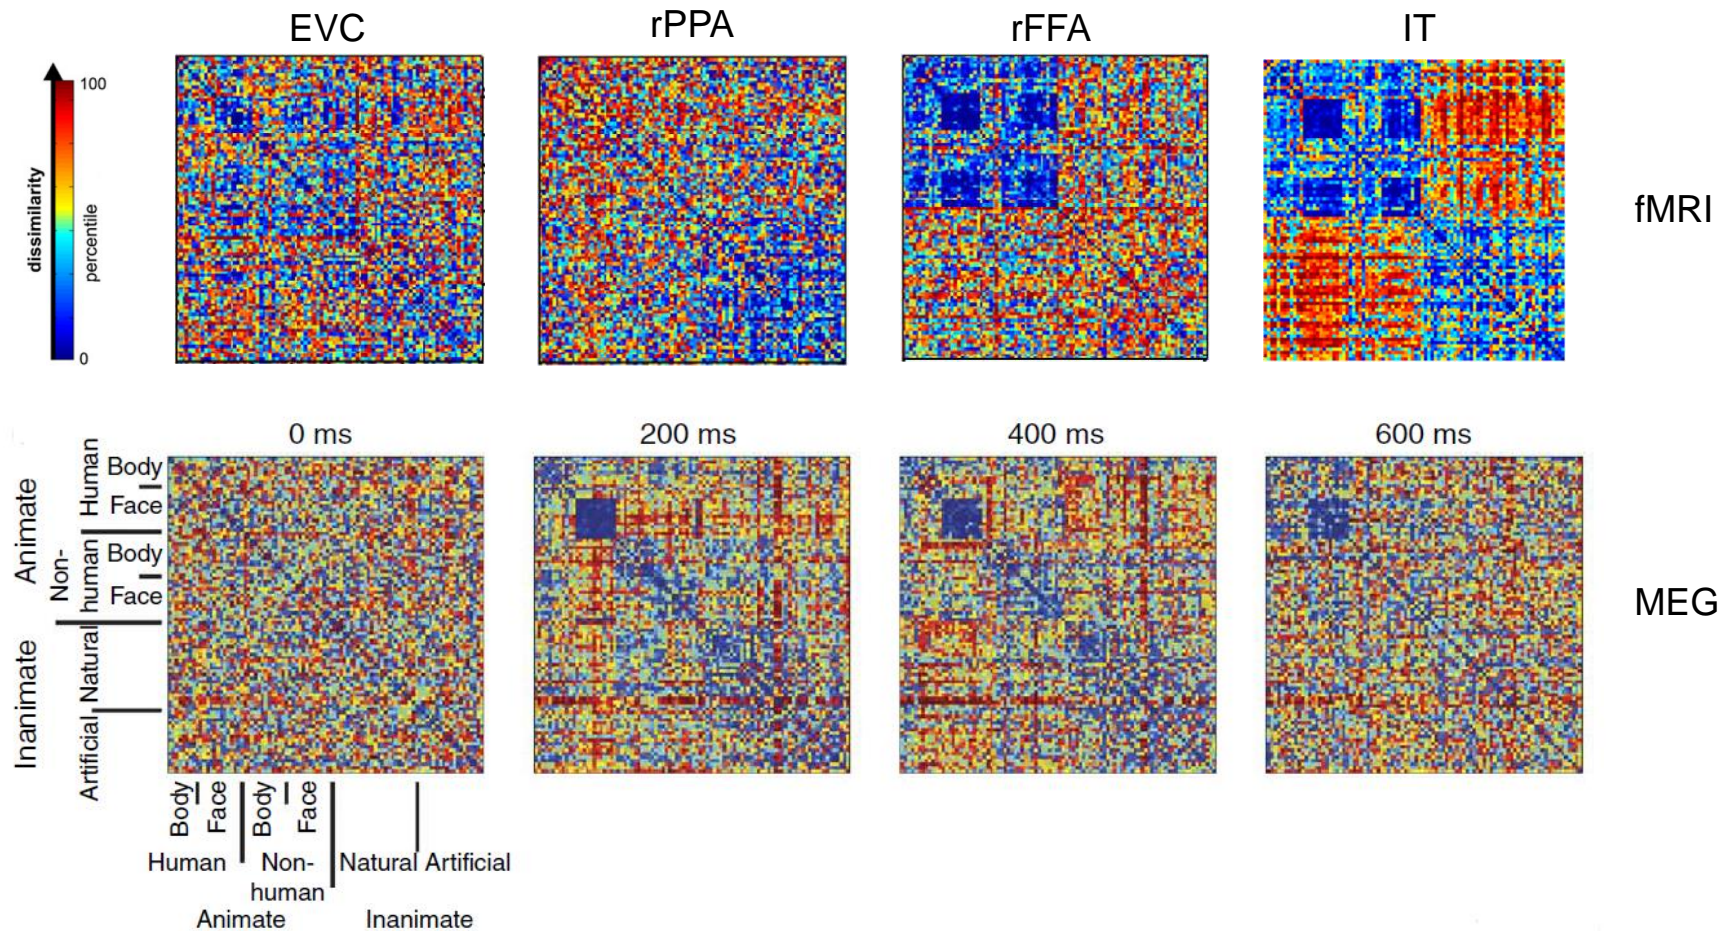 EVC
rPPA
rFFA
IT
100
dissimilarity
percentile
0
fMRI
0 ms
200 ms
400 ms
600 ms
Animate
Human
Body
Face
Non-
human
Body
Face
Inanimate
Natural
Artificial
MEG
Body
Face
Body
Face
Human
Non-
human
Natural Artificial
Animate
Inanimate